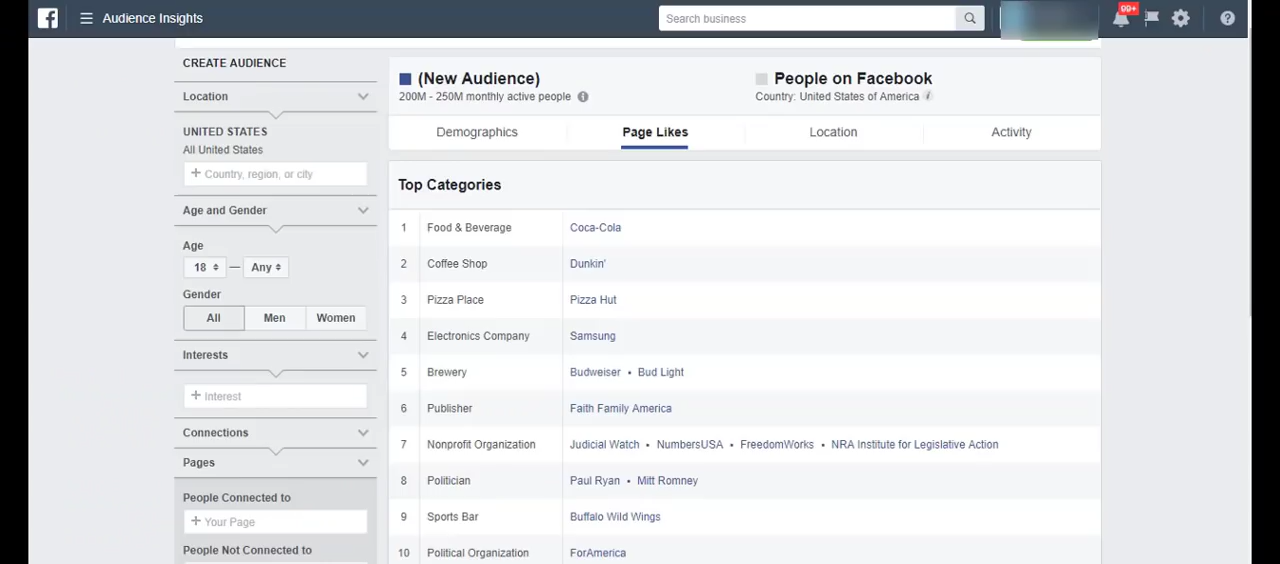 Audience Insights
Search business
99+
CREATE AUDIENCE
Location
UNITED STATES
All United States
+ Country, region, or city
Age and Gender
Age
18 — Any
Gender
All Men Women
Interests
+ Interest
Connections
Pages
People Connected to
+ Your Page
People Not Connected to
(New Audience)
200M - 250M monthly active people
People on Facebook
Country: United States of America
Demographics Page Likes Location Activity
Top Categories
1 Food & Beverage Coca-Cola
2 Coffee Shop Dunkin'
3 Pizza Place Pizza Hut
4 Electronics Company Samsung
5 Brewery Budweiser • Bud Light
6 Publisher Faith Family America
7 Nonprofit Organization Judicial Watch • NumbersUSA • FreedomWorks • NRA Institute for Legislative Action
8 Politician Paul Ryan • Mitt Romney
9 Sports Bar Buffalo Wild Wings
10 Political Organization ForAmerica